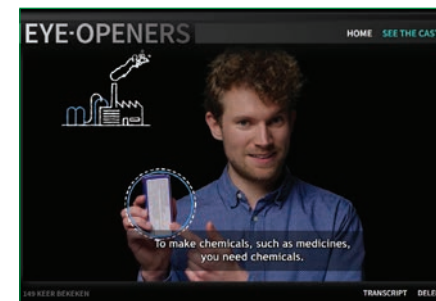 EYE·OPENERS
HOME SEE THE CAST
To make chemicals, such as medicines,
you need chemicals.
149 KEER BEKEKEN
TRANSCRIPT DELE